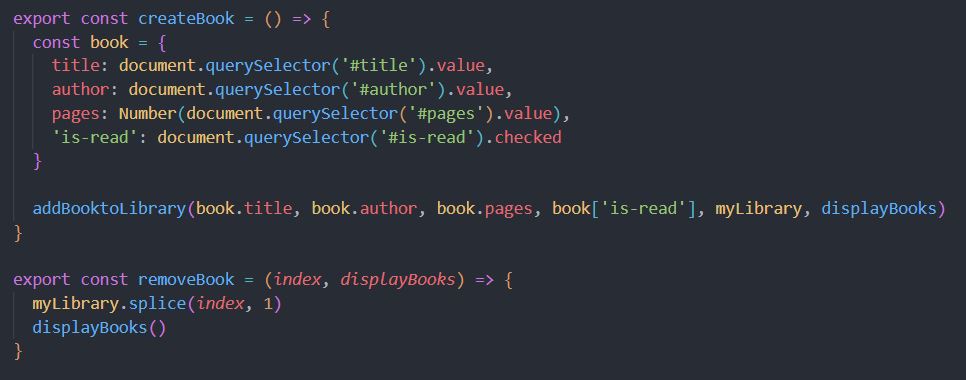 export const createBook = () => {
  const book = {
    title: document.querySelector('#title').value,
    author: document.querySelector('#author').value,
    pages: Number(document.querySelector('#pages').value),
    'is-read': document.querySelector('#is-read').checked
  }

  addBooktoLibrary(book.title, book.author, book.pages, book['is-read'], myLibrary, displayBooks)
}

export const removeBook = (index, displayBooks) => {
  myLibrary.splice(index, 1)
  displayBooks()
}